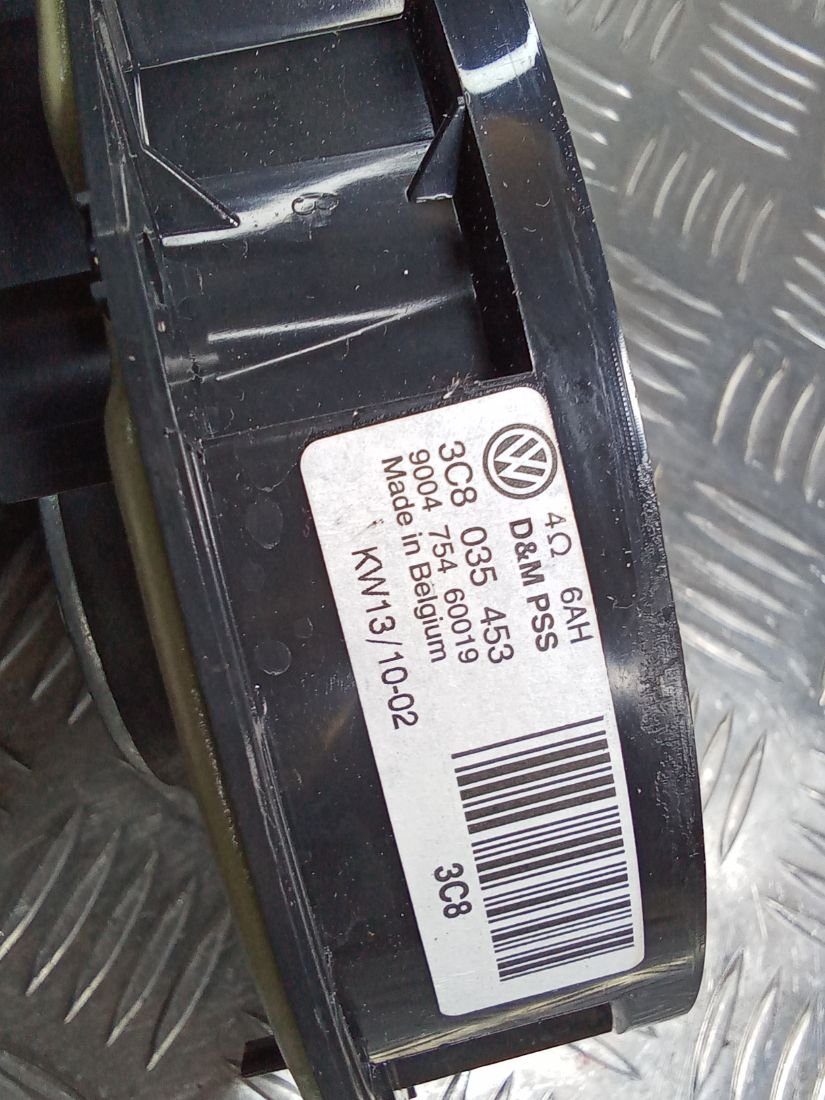 4Ω 6AH
D&M PSS
3C8 035 453
9004 754 60019
Made in Belgium
KW13/10-02
3C8